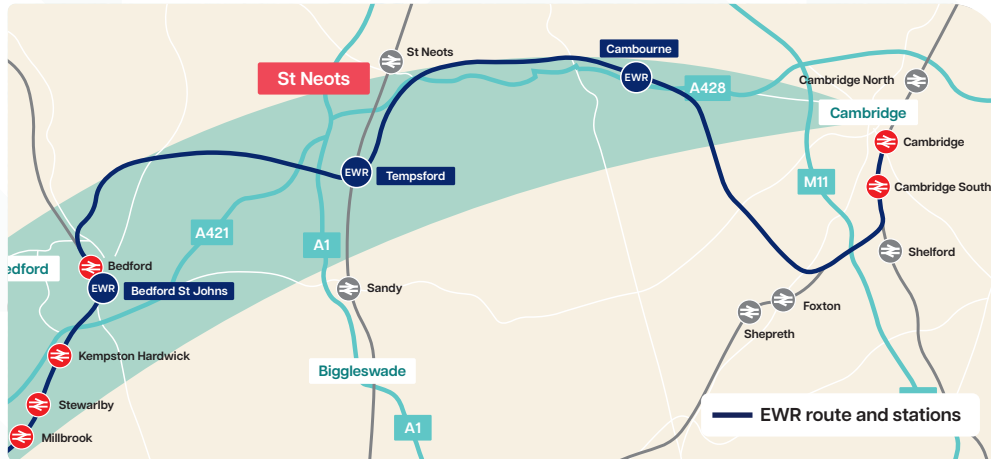 St Neots
St Neots
Cambourne
EWR
A428
Cambridge North
Cambridge
Cambridge
EWR
Tempsford
M11
Cambridge South
A421
A1
Shelford
edford
Bedford
EWR
Bedford St Johns
Sandy
Foxton
Shepreth
Kempston Hardwick
Biggleswade
Stewartby
A1
EWR route and stations
Millbrook